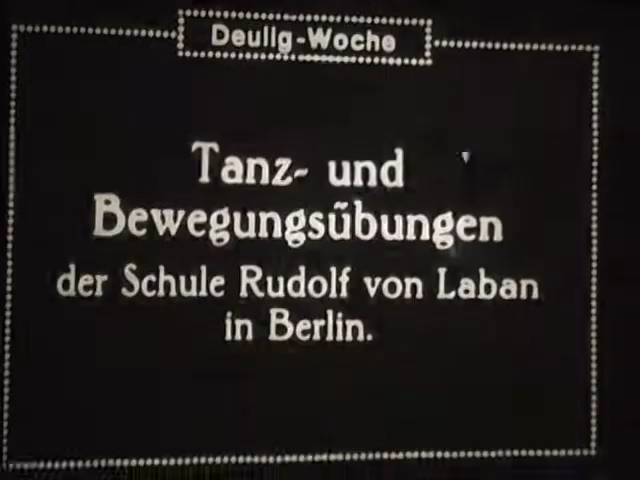 Deulig-Woche
Tanz- und
Bewegungsübungen
der Schule Rudolf von Laban
in Berlin.